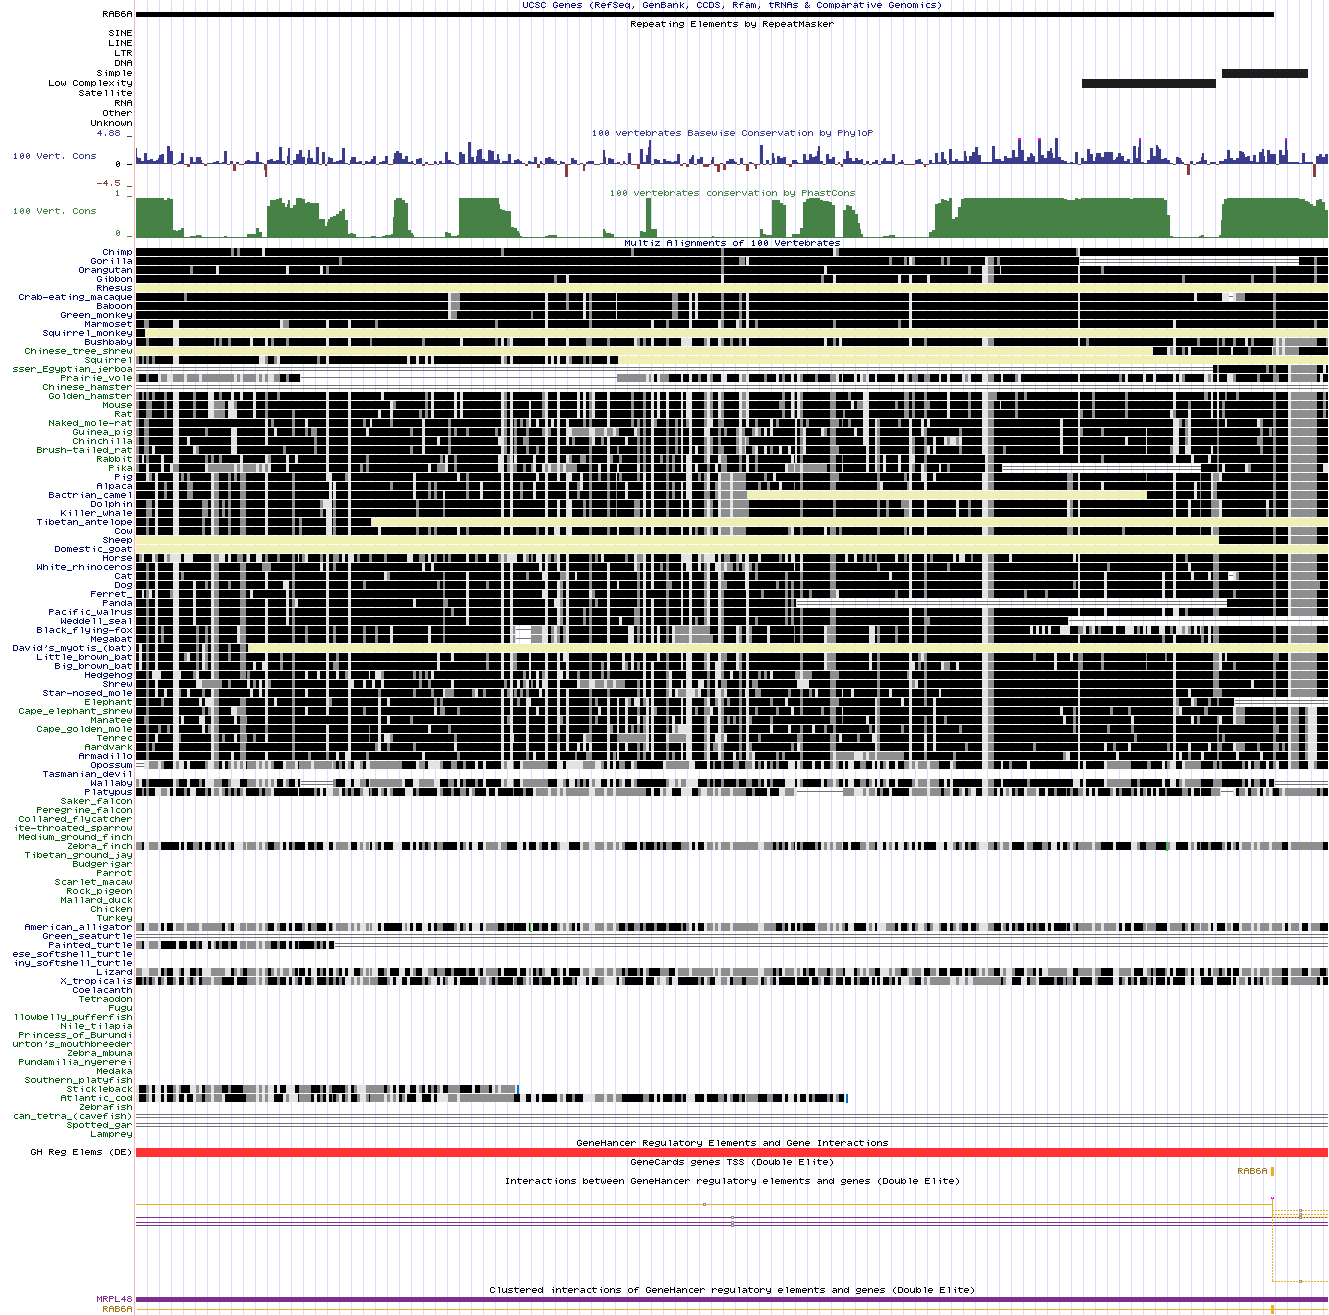 UCSC Genes (RefSeq, GenBank, CCDS, Rfam, tRNAs & Comparative Genomics)
RAB6A
Repeating Elements by RepeatMasker
SINE
LINE
LTR
DNA
Simple
Low Complexity
Satellite
RNA
Other
Unknown
4.88 _
100 vertebrates Basewise Conservation by PhyloP
100 Vert. Cons
0 _
-4.5 _
100 vertebrates conservation by PhastCons
1 _
100 Vert. Cons
0 _
Multiz Alignments of 100 Vertebrates
Chimp
Gorilla
Orangutan
Gibbon
Rhesus
Crab-eating_macaque
Baboon
Green_monkey
Marmoset
Squirrel_monkey
Bushbaby
Chinese_tree_shrew
Squirrel
sser_Egyptian_jerboa
Prairie_vole
Chinese_hamster
Golden_hamster
Mouse
Rat
Naked_mole-rat
Guinea_pig
Chinchilla
Brush-tailed_rat
Rabbit
Pika
Pig
Alpaca
Bactrian_camel
Dolphin
Killer_whale
Tibetan_antelope
Cow
Sheep
Domestic_goat
Horse
White_rhinoceros
Cat
Dog
Ferret_
Panda
Pacific_walrus
Weddell_seal
Black_flying-fox
Megabat
David's_myotis_(bat)
Little_brown_bat
Big_brown_bat
Hedgehog
Shrew
Star-nosed_mole
Elephant
Cape_elephant_shrew
Manatee
Cape_golden_mole
Tenrec
Aardvark
Armadillo
Opossum
Tasmanian_devil
Wallaby
Platypus
Saker_falcon
Peregrine_falcon
Collared_flycatcher
ite-throated_sparrow
Medium_ground_finch
Zebra_finch
Tibetan_ground_jay
Budgerigar
Parrot
Scarlet_macaw
Rock_pigeon
Mallard_duck
Chicken
Turkey
American_alligator
Green_seaturtle
Painted_turtle
ese_softshell_turtle
iny_softshell_turtle
Lizard
X_tropicalis
Coelacanth
Tetraodon
Fugu
llowbelly_pufferfish
Nile_tilapia
Princess_of_Burundi
urton's_mouthbreeder
Zebra_mbuna
Pundamilia_nyererei
Medaka
Southern_platyfish
Stickleback
Atlantic_cod
Zebrafish
can_tetra_(cavefish)
Spotted_gar
Lamprey
GeneHancer Regulatory Elements and Gene Interactions
GH Reg Elems (DE)
GeneCards genes TSS (Double Elite)
RAB6A
Interactions between GeneHancer regulatory elements and genes (Double Elite)
Clustered interactions of GeneHancer regulatory elements and genes (Double Elite)
MRPL48
RAB6A